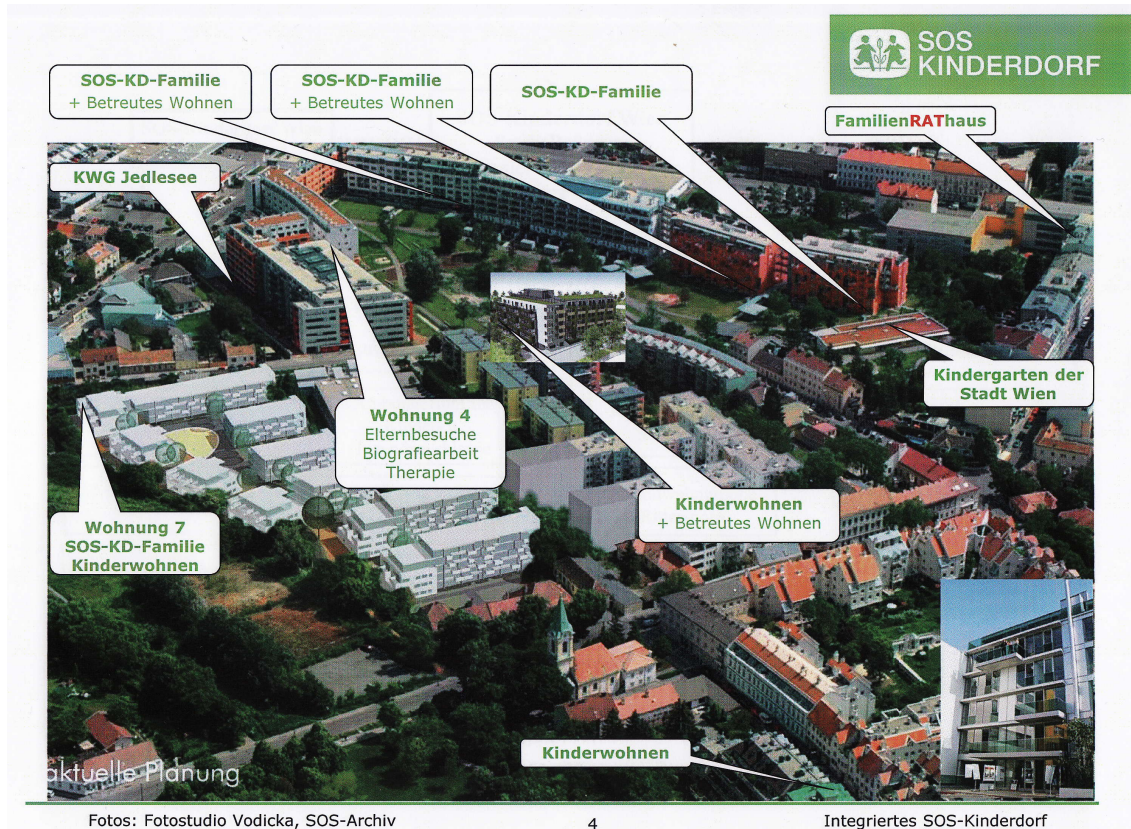 SOS
KINDERDORF
SOS-KD-Familie
+ Betreutes Wohnen
SOS-KD-Familie
+ Betreutes Wohnen
SOS-KD-Familie
FamilienRAThaus
KWG Jedlesee
Kindergarten der
Stadt Wien
Wohnung 4
Elternbesuche
Biografiearbeit
Therapie
Kinderwohnen
+ Betreutes Wohnen
Wohnung 7
SOS-KD-Familie
Kinderwohnen
Kinderwohnen
aktuelle Planung
Fotos: Fotostudio Vodicka, SOS-Archiv
4
Integriertes SOS-Kinderdorf